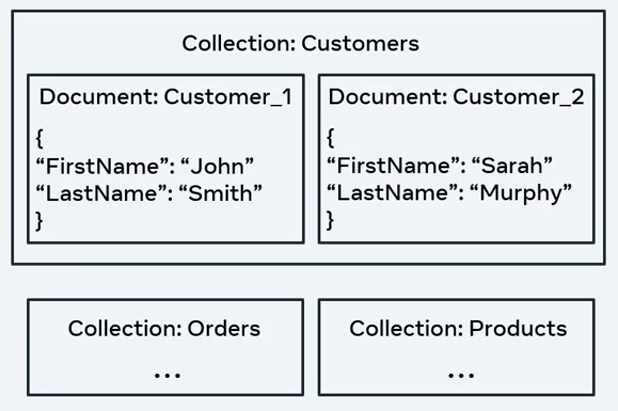 Collection: Customers
Document: Customer_1
{
“FirstName”: “John”
“LastName”: “Smith”
}
Document: Customer_2
{
“FirstName”: “Sarah”
“LastName”: “Murphy”
}
Collection: Orders
...
Collection: Products
...